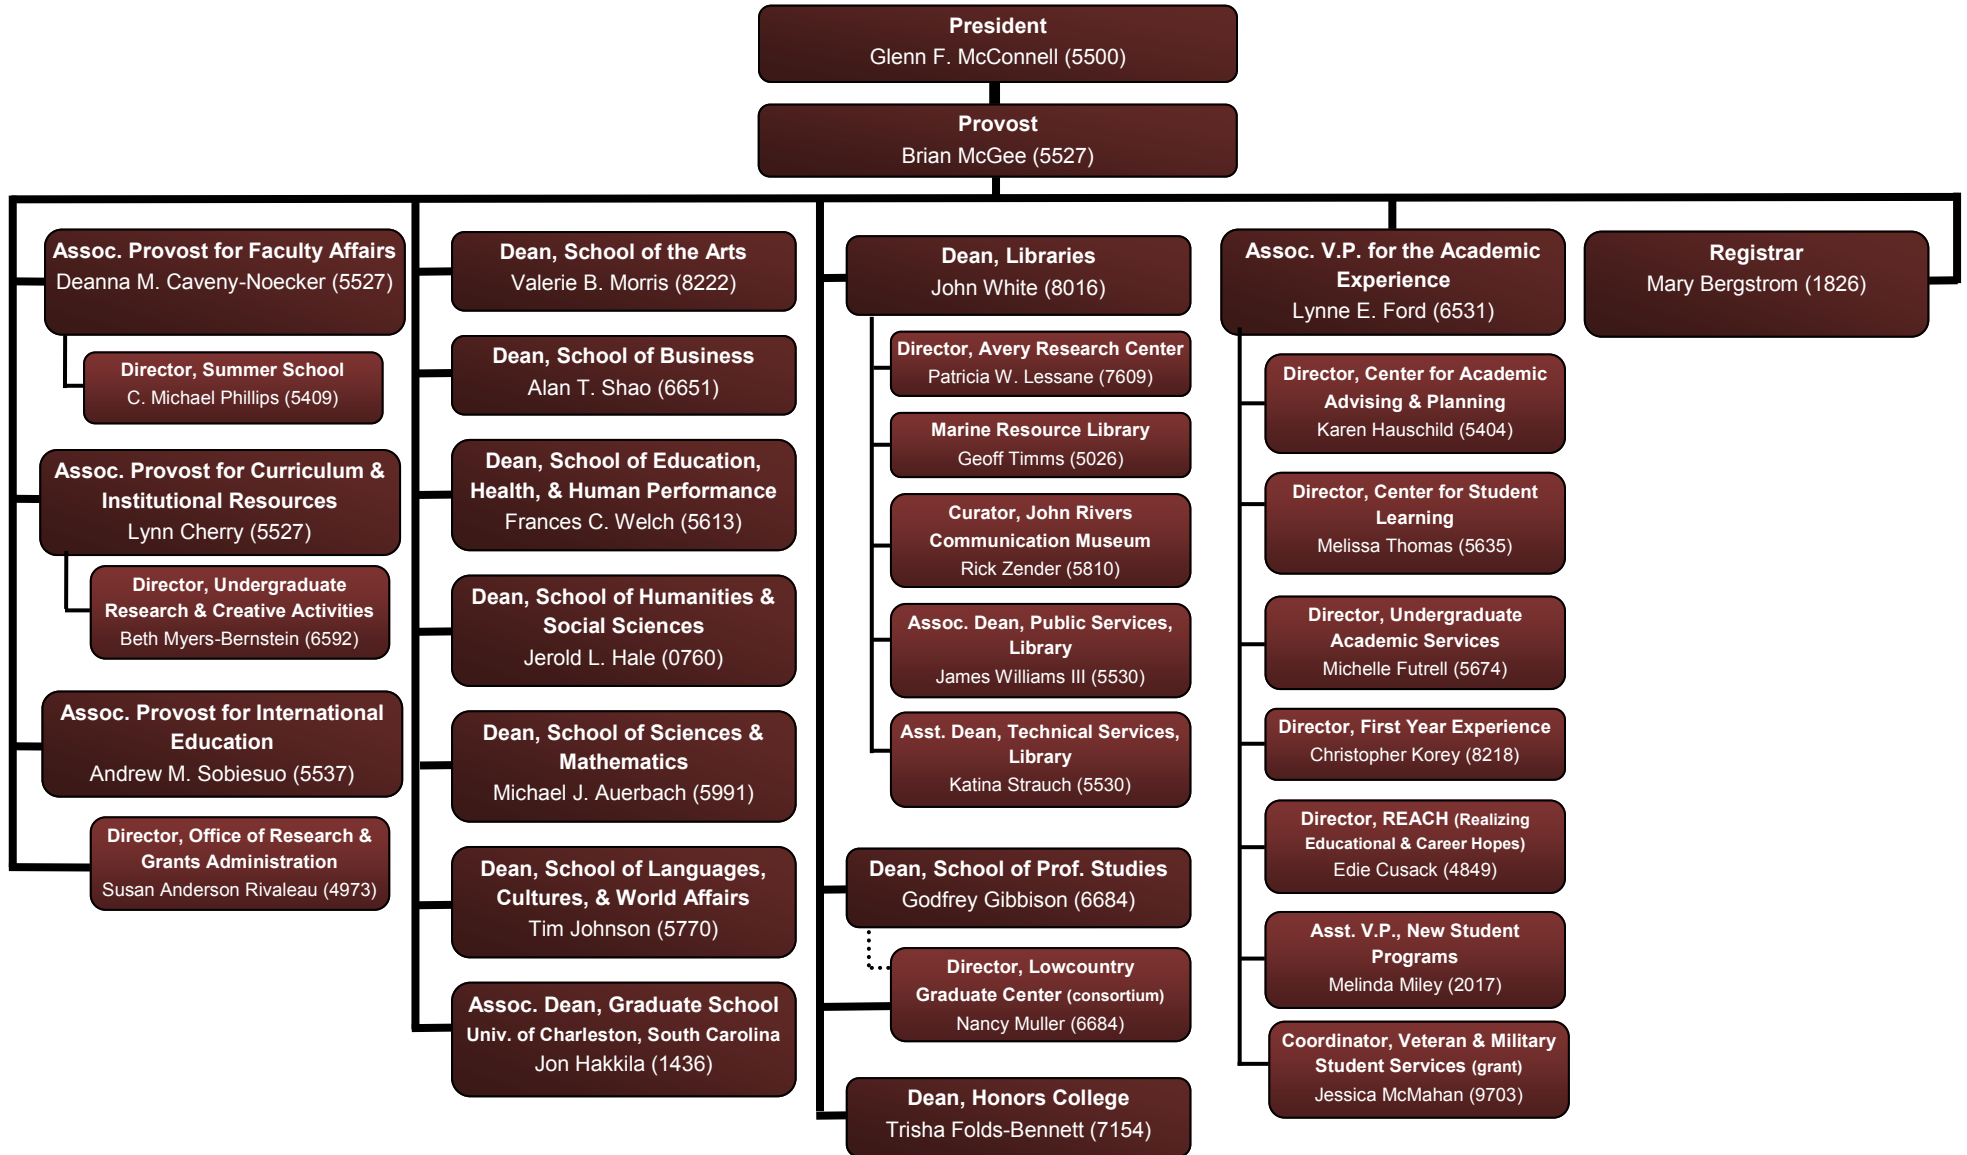 President
Glenn F. McConnell (5500)
Provost
Brian McGee (5527)
Assoc. Provost for Faculty Affairs
Deanna M. Caveny-Noecker (5527)
Director, Summer School
C. Michael Phillips (5409)
Assoc. Provost for Curriculum &
Institutional Resources
Lynn Cherry (5527)
Director, Undergraduate
Research & Creative Activities
Beth Myers-Bernstein (6592)
Assoc. Provost for International
Education
Andrew M. Sobiesuo (5537)
Director, Office of Research &
Grants Administration
Susan Anderson Rivaleau (4973)
Dean, School of the Arts
Valerie B. Morris (8222)
Dean, School of Business
Alan T. Shao (6651)
Dean, School of Education,
Health, & Human Performance
Frances C. Welch (5613)
Dean, School of Humanities &
Social Sciences
Jerold L. Hale (0760)
Dean, School of Sciences &
Mathematics
Michael J. Auerbach (5991)
Dean, School of Languages,
Cultures, & World Affairs
Tim Johnson (5770)
Assoc. Dean, Graduate School
Univ. of Charleston, South Carolina
Jon Hakkila (1436)
Dean, Libraries
John White (8016)
Director, Avery Research Center
Patricia W. Lessane (7609)
Marine Resource Library
Geoff Timms (5026)
Curator, John Rivers
Communication Museum
Rick Zender (5810)
Assoc. Dean, Public Services,
Library
James Williams III (5530)
Asst. Dean, Technical Services,
Library
Katina Strauch (5530)
Dean, School of Prof. Studies
Godfrey Gibbison (6684)
Director, Lowcountry
Graduate Center (consortium)
Nancy Muller (6684)
Dean, Honors College
Trisha Folds-Bennett (7154)
Assoc. V.P. for the Academic
Experience
Lynne E. Ford (6531)
Director, Center for Academic
Advising & Planning
Karen Hauschild (5404)
Director, Center for Student
Learning
Melissa Thomas (5635)
Director, Undergraduate
Academic Services
Michelle Futrell (5674)
Director, First Year Experience
Christopher Korey (8218)
Director, REACH (Realizing
Educational & Career Hopes)
Edie Cusack (4849)
Asst. V.P., New Student
Programs
Melinda Miley (2017)
Coordinator, Veteran & Military
Student Services (grant)
Jessica McMahan (9703)
Registrar
Mary Bergstrom (1826)